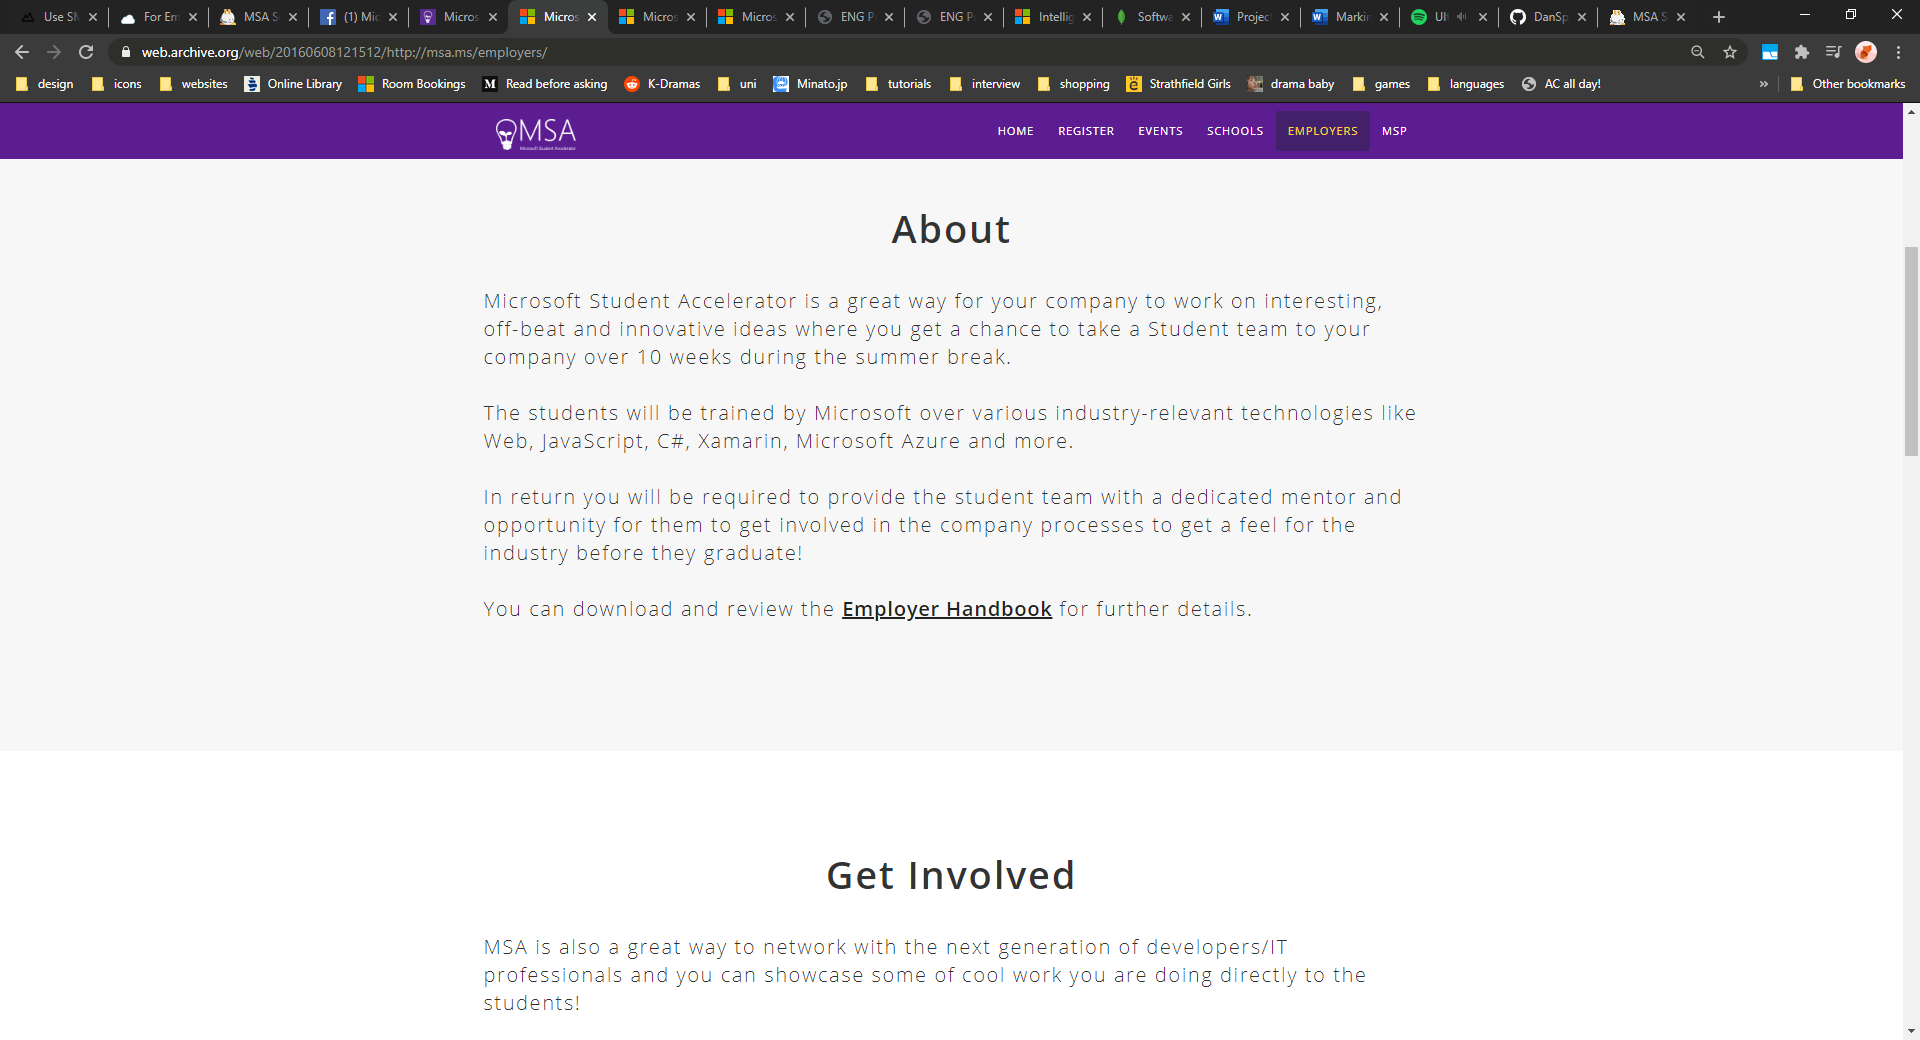 Use SN
For Em
MSA S
(1) Mic
Micros
Micros
Micros
Micros
ENG P
ENG P
Intellig
Softwa
Project
Markin
Ult
DanSp
MSA S
web.archive.org/web/20160608121512/http://msa.ms/employers/
design
icons
websites
Online Library
Room Bookings
Read before asking
K-Dramas
uni
Minato.jp
tutorials
interview
shopping
Strathfield Girls
drama baby
games
languages
AC all day!
»
Other bookmarks
MSA
Microsoft Student Accelerator
HOME
REGISTER
EVENTS
SCHOOLS
EMPLOYERS
MSP
About
Microsoft Student Accelerator is a great way for your company to work on interesting,
off-beat and innovative ideas where you get a chance to take a Student team to your
company over 10 weeks during the summer break.
The students will be trained by Microsoft over various industry-relevant technologies like
Web, JavaScript, C#, Xamarin, Microsoft Azure and more.
In return you will be required to provide the student team with a dedicated mentor and
opportunity for them to get involved in the company processes to get a feel for the
industry before they graduate!
You can download and review the Employer Handbook for further details.
Get Involved
MSA is also a great way to network with the next generation of developers/IT
professionals and you can showcase some of cool work you are doing directly to the
students!